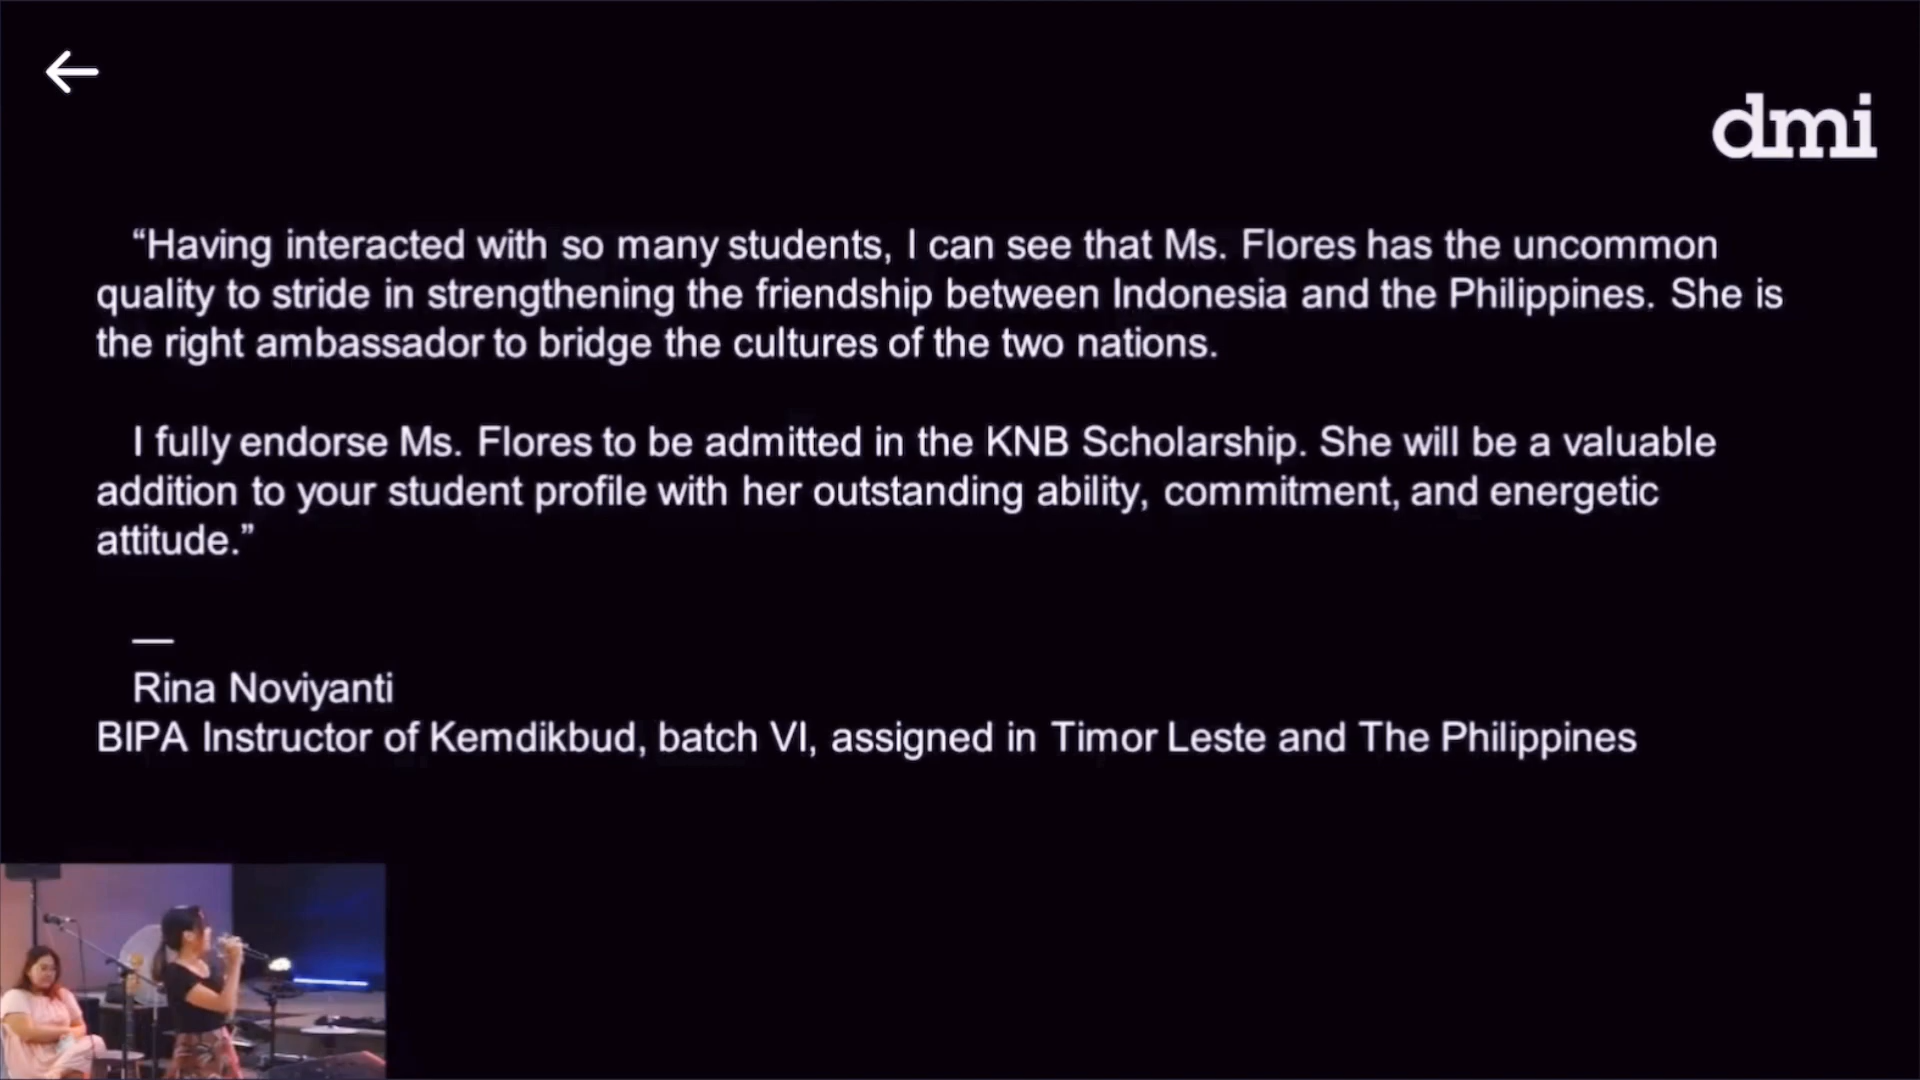 dmi
“Having interacted with so many students, I can see that Ms. Flores has the uncommon
quality to stride in strengthening the friendship between Indonesia and the Philippines. She is
the right ambassador to bridge the cultures of the two nations.
I fully endorse Ms. Flores to be admitted in the KNB Scholarship. She will be a valuable
addition to your student profile with her outstanding ability, commitment, and energetic
attitude.”
—
Rina Noviyanti
BIPA Instructor of Kemdikbud, batch VI, assigned in Timor Leste and The Philippines